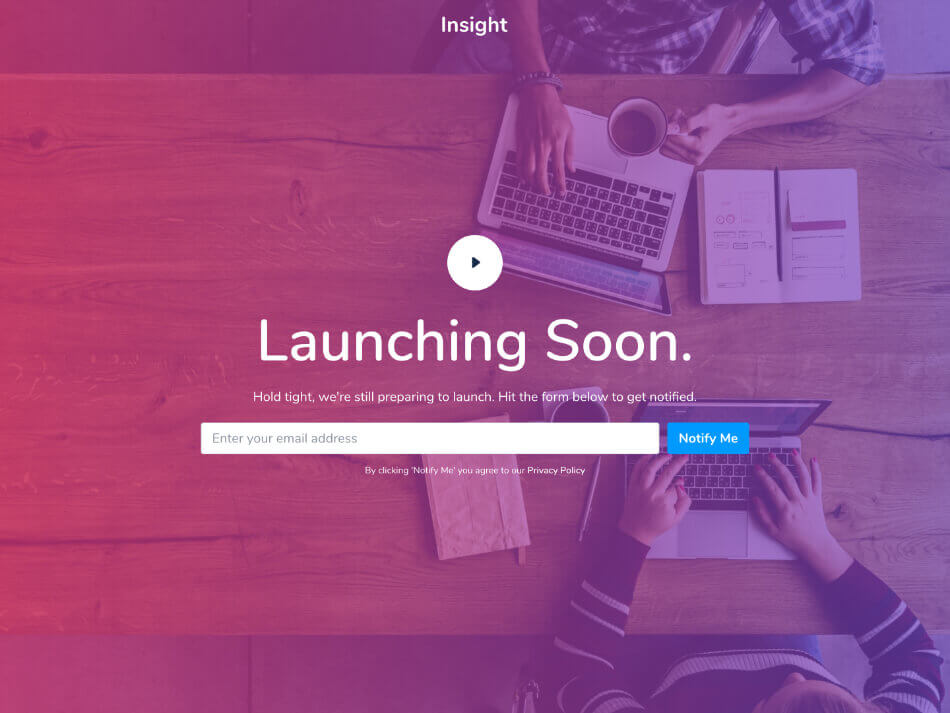 Insight
Launching Soon.
Hold tight, we're still preparing to launch. Hit the form below to get notified.
Enter your email address
Notify Me
By clicking 'Notify Me' you agree to our Privacy Policy